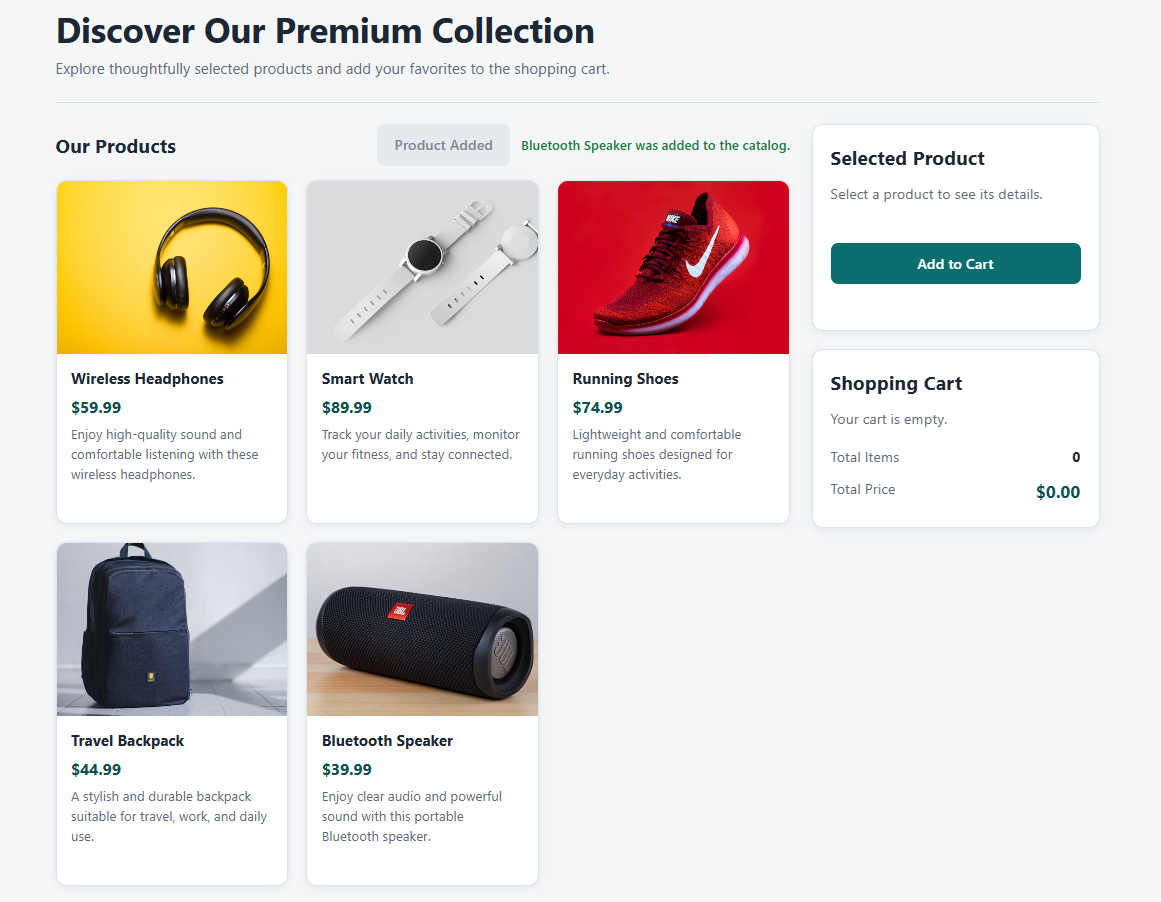 Discover Our Premium Collection
Explore thoughtfully selected products and add your favorites to the shopping cart.
Our Products
Product Added
Bluetooth Speaker was added to the catalog.
NIKE
Wireless Headphones
$59.99
Enjoy high-quality sound and
comfortable listening with these
wireless headphones.
Smart Watch
$89.99
Track your daily activities, monitor
your fitness, and stay connected.
Running Shoes
$74.99
Lightweight and comfortable
running shoes designed for
everyday activities.
JBL
Travel Backpack
$44.99
A stylish and durable backpack
suitable for travel, work, and daily
use.
Bluetooth Speaker
$39.99
Enjoy clear audio and powerful
sound with this portable
Bluetooth speaker.
Selected Product
Select a product to see its details.
Add to Cart
Shopping Cart
Your cart is empty.
Total Items 0
Total Price $0.00